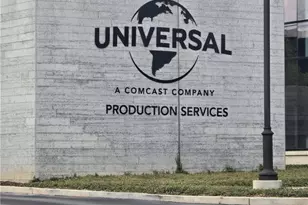 UNIVERSAL
A COMCAST COMPANY
PRODUCTION SERVICES